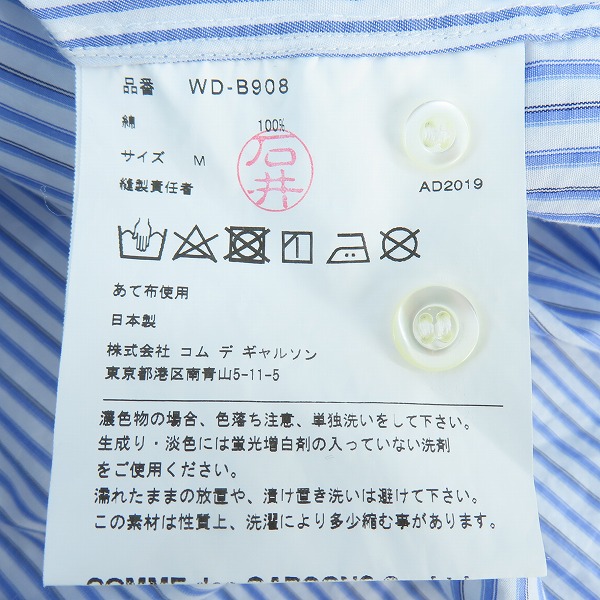 品番 WD-B908
綿 100%
サイズ M
石井
縫製責任者 AD2019
あて布使用
日本製
株式会社 コム デ ギャルソン
東京都港区南青山5-11-5
濃色物の場合、色落ち注意、単独洗いをして下さい。
生成り・淡色には蛍光増白剤の入っていない洗剤
をご使用ください。
濡れたままの放置や、漬け置き洗いは避けて下さい。
この素材は性質上、洗濯により多少縮む事があります。
COMME des GARCONS